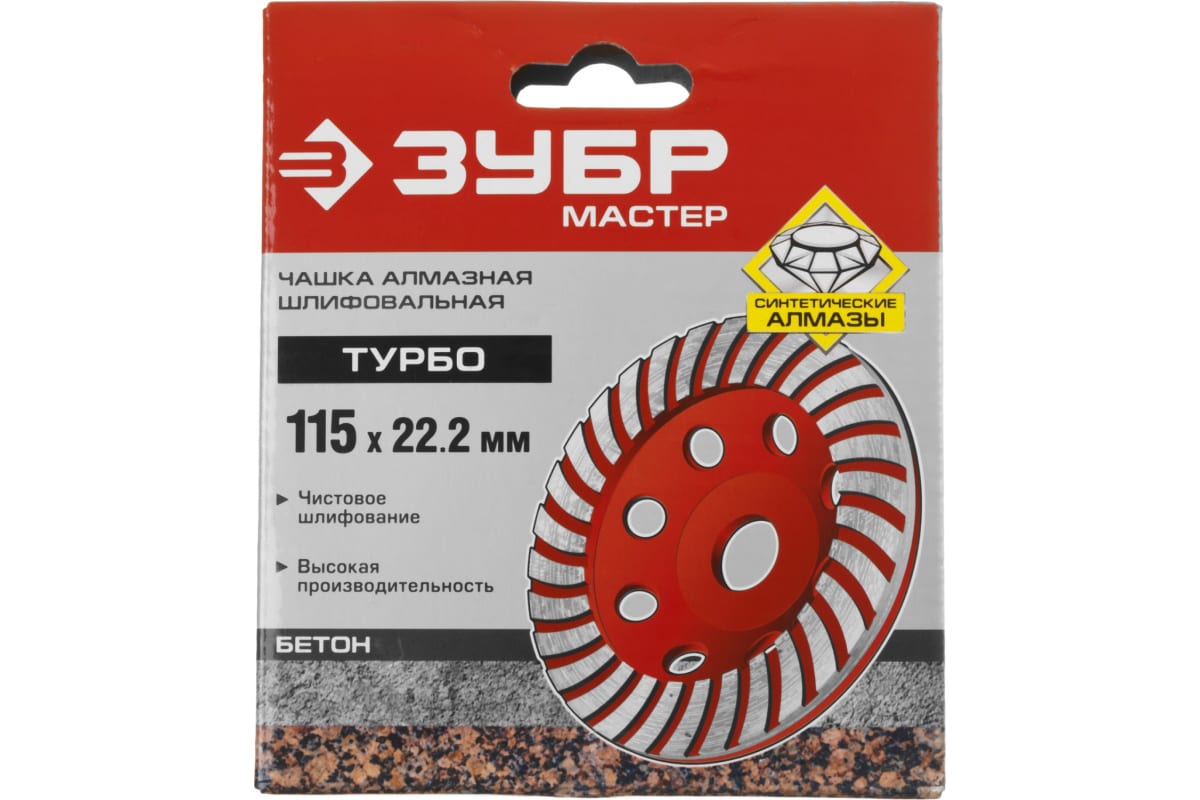 ЗУБР
МАСТЕР
СИНТЕТИЧЕСКИЕ
АЛМАЗЫ
ЧАШКА АЛМАЗНАЯ
ШЛИФОВАЛЬНАЯ
ТУРБО
115 х 22.2 мм
Чистовое
шлифование
Высокая
производительность
БЕТОН